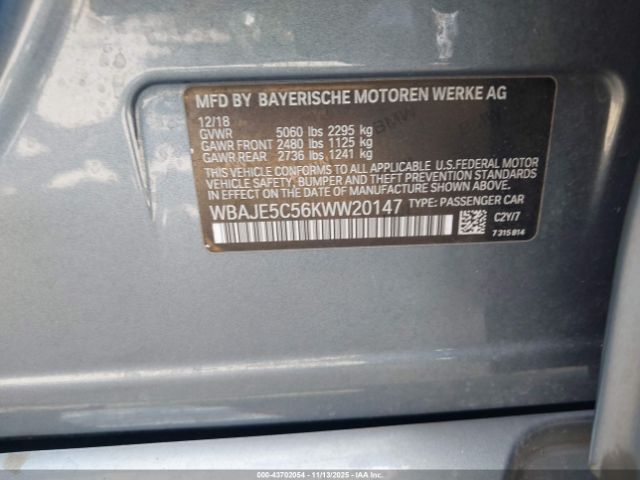 MFD BY BAYERISCHE MOTOREN WERKE AG
12/18
GVWR 5060 lbs 2295 kg
GAWR FRONT 2480 lbs 1125 kg
GAWR REAR 2736 lbs 1241 kg
THIS VEHICLE CONFORMS TO ALL APPLICABLE U.S. FEDERAL MOTOR
VEHICLE SAFETY, BUMPER AND THEFT PREVENTION STANDARDS
IN EFFECT ON THE DATE OF MANUFACTURE SHOWN ABOVE.
WBAJE5C56KWW20147 TYPE: PASSENGER CAR
C2Y/7
7 315 814
000-43702054 | 11/13/2025 | IAAI.COM